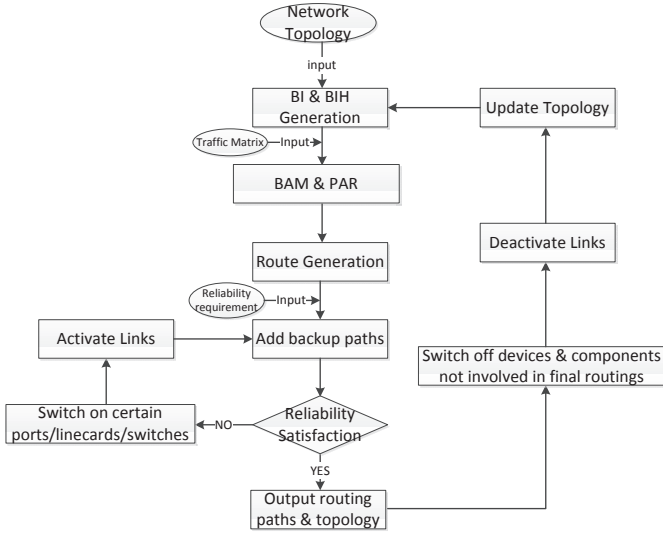 Network
Topology
input
BI & BIH
Generation
Update Topology
Traffic Matrix
Input
BAM & PAR
Deactivate Links
Route Generation
Reliability
requirement
Input
Activate Links
Add backup paths
Switch off devices & components
not involved in final routings
Switch on certain
ports/linecards/switches
NO
Reliability
Satisfaction
YES
Output routing
paths & topology